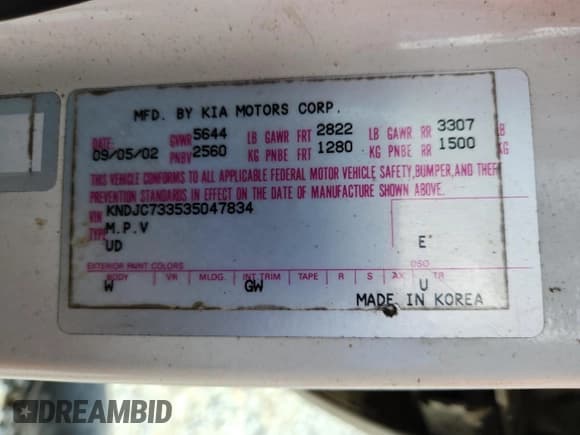 MFD. BY KIA MOTORS CORP.
DATE: GVWR 5644 LB GAWR FRT 2822 LB GAWR RR 3307 LB
09/05/02 PNBV 2560 KG PNBE FRT 1280 KG PNBE RR 1500 KG
THIS VEHICLE CONFORMS TO ALL APPLICABLE FEDERAL MOTOR VEHICLE SAFETY,BUMPER,AND THEFT
PREVENTION STANDARDS IN EFFECT ON THE DATE OF MANUFACTURE SHOWN ABOVE.
VIN KNDJC733535047834
TYPE M.P.V
UD E
EXTERIOR PAINT COLORS DSO
BODY VR MLDG. INT TRIM TAPE R S AX TR
W GW U
MADE IN KOREA
DREAMBID